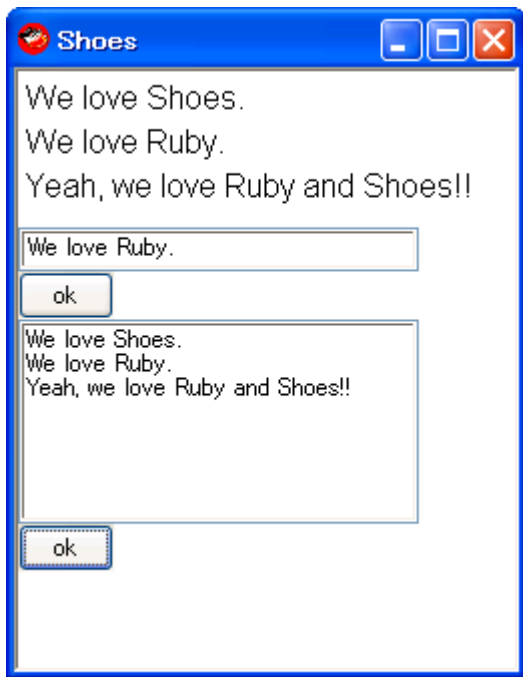 Shoes
We love Shoes.
We love Ruby.
Yeah, we love Ruby and Shoes!!
We love Ruby.
ok
We love Shoes.
We love Ruby.
Yeah, we love Ruby and Shoes!!
ok